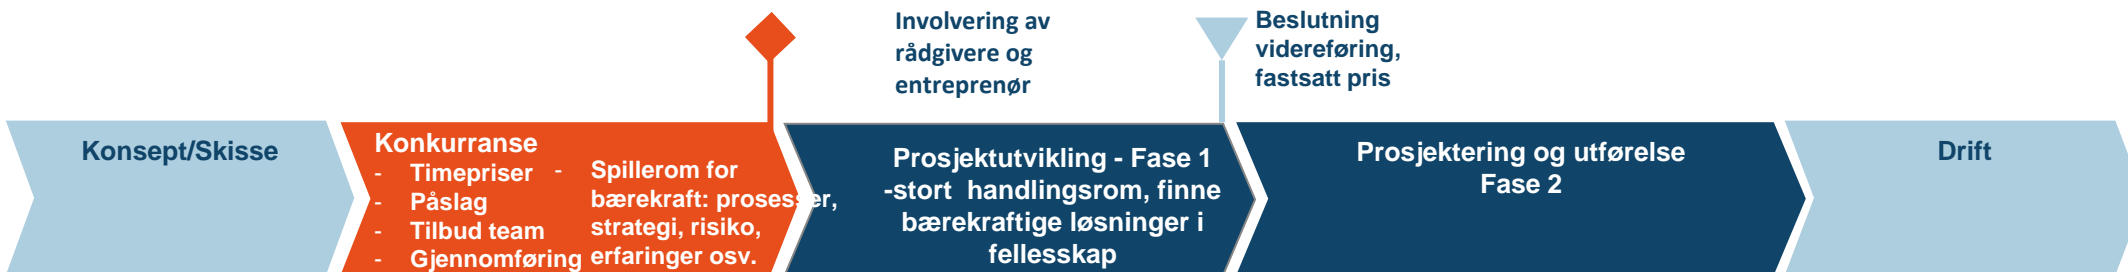 Involvering av
rådgivere og
entreprenør
Beslutning
videreføring,
fastsatt pris
Konsept/Skisse
Konkurranse
- Timepriser
- Påslag
- Tilbud team
- Gjennomføring
- Spillerom for
bærekraft: prosesser,
strategi, risiko,
erfaringer osv.
Prosjektutvikling - Fase 1
-stort handlingsrom, finne
bærekraftige løsninger i
fellesskap
Prosjektering og utførelse
Fase 2
Drift